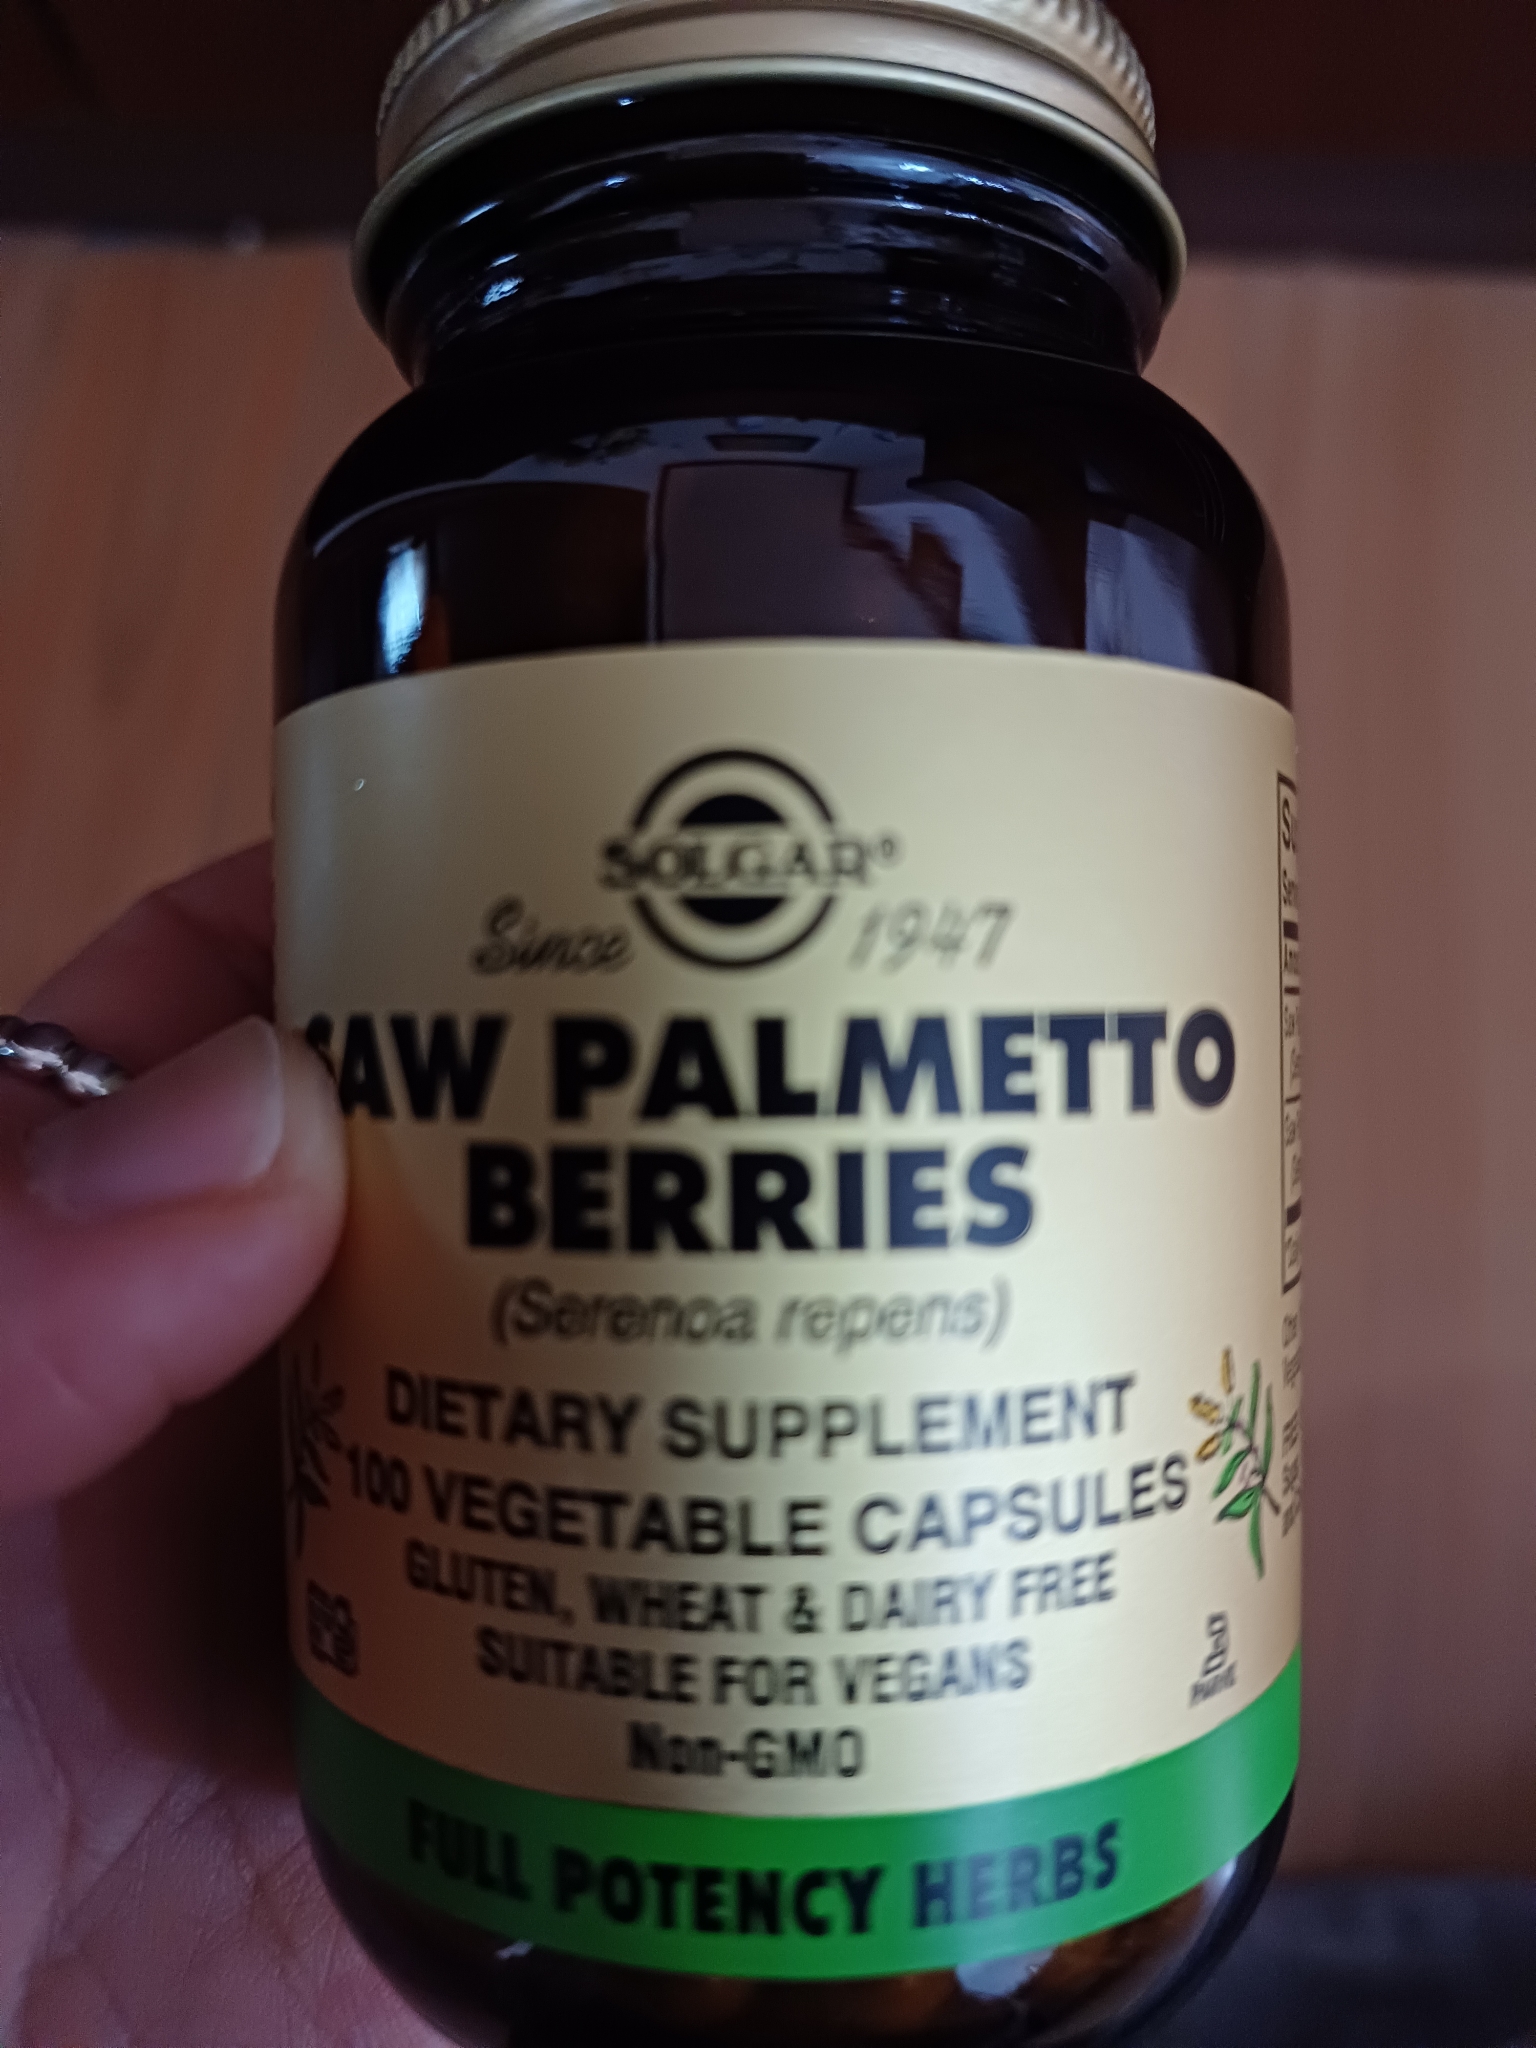 SOLGAR®
Since 1947
SAW PALMETTO
BERRIES
(Serenoa repens)
DIETARY SUPPLEMENT
100 VEGETABLE CAPSULES
GLUTEN, WHEAT & DAIRY FREE
SUITABLE FOR VEGANS
Non-GMO
FULL POTENCY HERBS